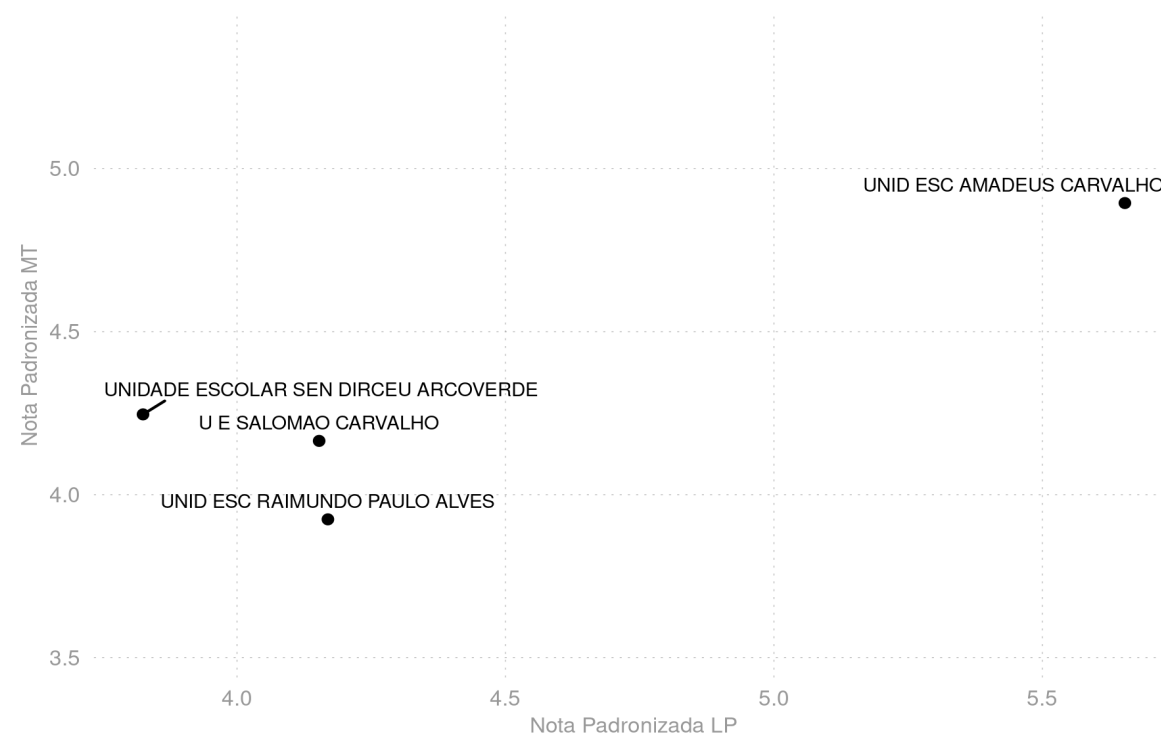 5.0
UNID ESC AMADEUS CARVALHO
4.5
UNIDADE ESCOLAR SEN DIRCEU ARCOVERDE
U E SALOMAO CARVALHO
4.0
UNID ESC RAIMUNDO PAULO ALVES
3.5
Nota Padronizada MT
4.0 4.5 5.0 5.5
Nota Padronizada LP